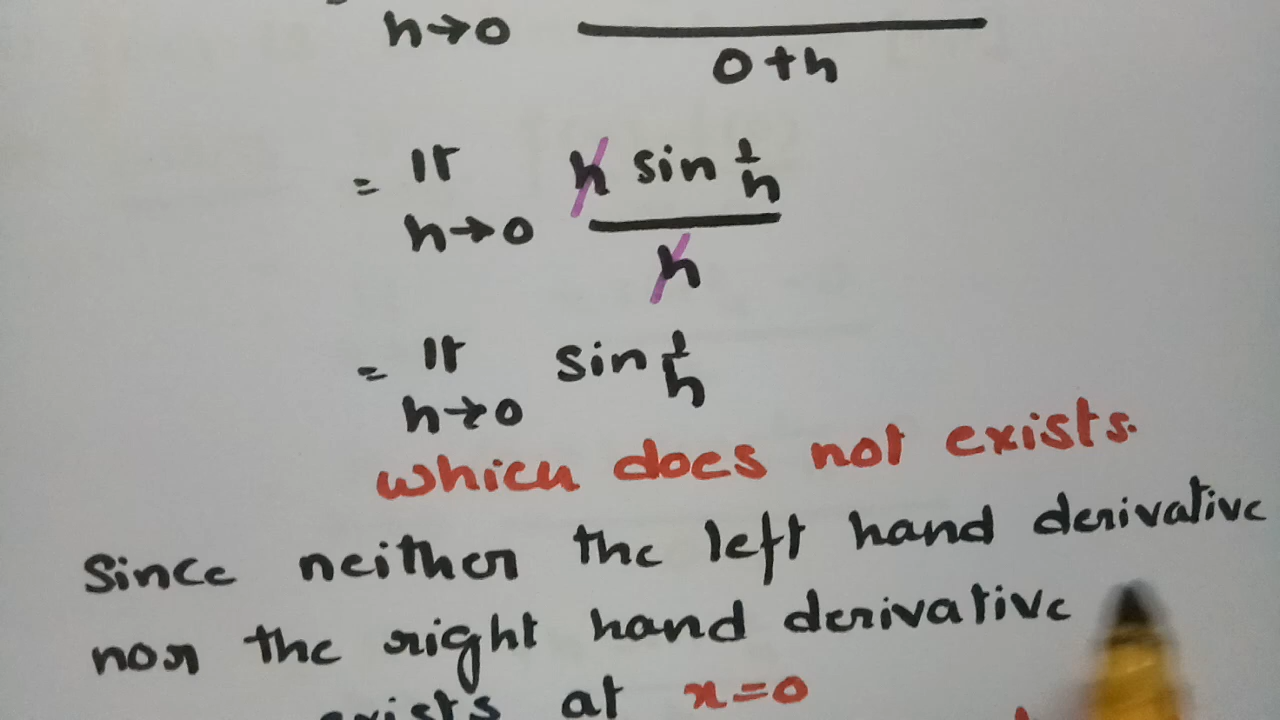 h→0 0+h
= lt h sin 1/h
h→0 h
= lt sin 1/h
h→0
which does not exists.
Since neither the left hand derivative
nor the right hand derivative
exists at x=0